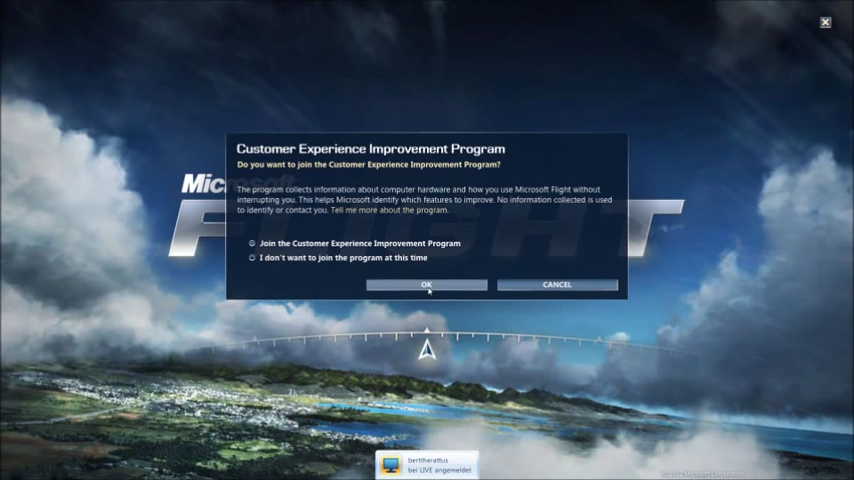 Customer Experience Improvement Program
Do you want to join the Customer Experience Improvement Program?
Microsoft
FLIGHT
The program collects information about computer hardware and how you use Microsoft Flight without
interrupting you. This helps Microsoft identify which features to improve. No information collected is used
to identify or contact you. Tell me more about the program.
Join the Customer Experience Improvement Program
I don't want to join the program at this time
OK
CANCEL
berttherattus
bei LIVE angemeldet
© 2012 Microsoft Corporation